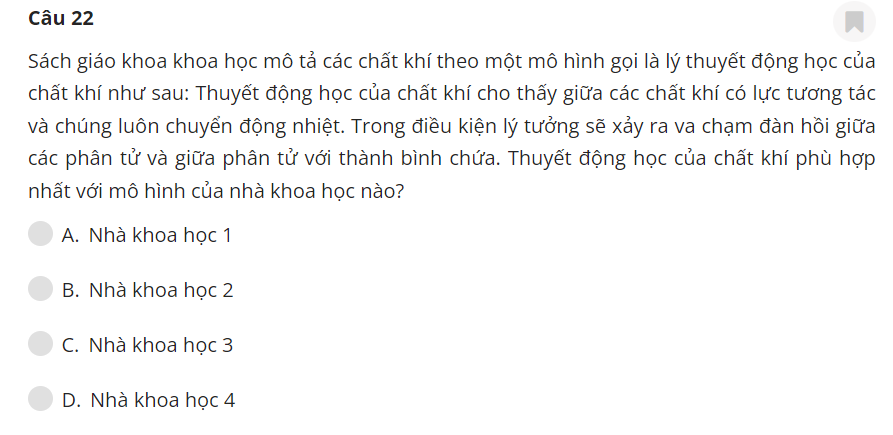 Câu 22
Sách giáo khoa khoa học mô tả các chất khí theo một mô hình gọi là lý thuyết động học của
chất khí như sau: Thuyết động học của chất khí cho thấy giữa các chất khí có lực tương tác
và chúng luôn chuyển động nhiệt. Trong điều kiện lý tưởng sẽ xảy ra va chạm đàn hồi giữa
các phân tử và giữa phân tử với thành bình chứa. Thuyết động học của chất khí phù hợp
nhất với mô hình của nhà khoa học nào?
A. Nhà khoa học 1
B. Nhà khoa học 2
C. Nhà khoa học 3
D. Nhà khoa học 4